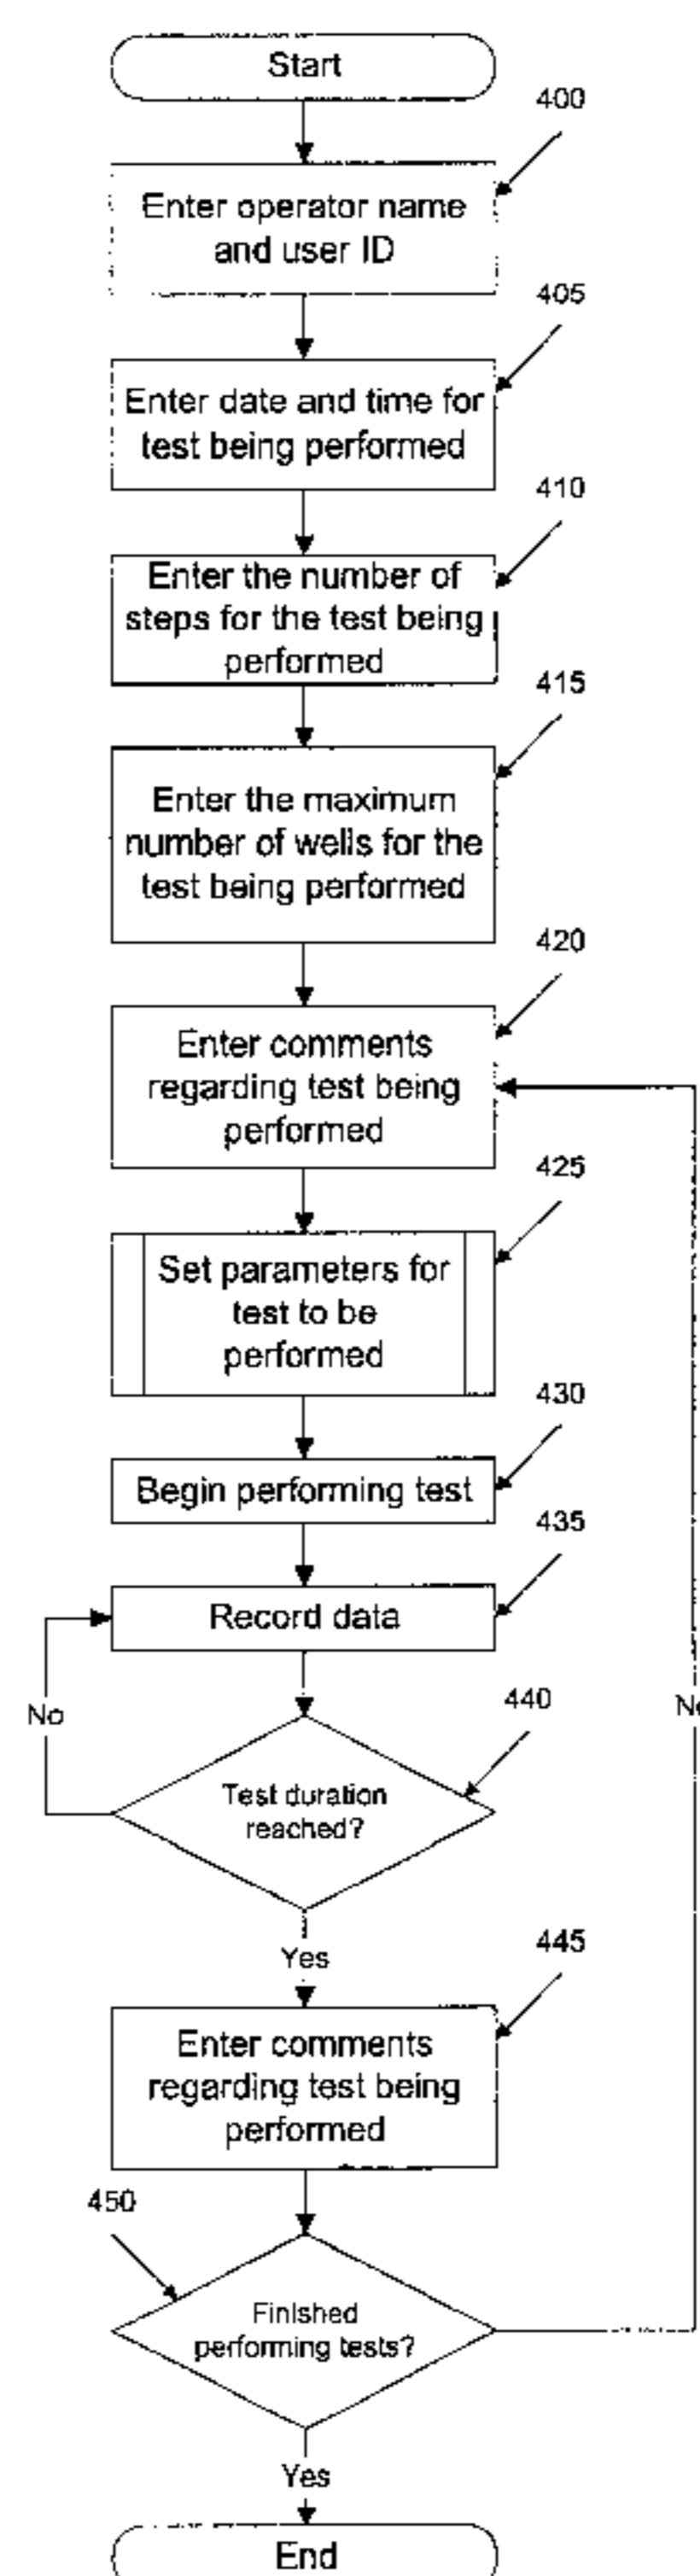 Start
400
Enter operator name
and user ID
405
Enter date and time for
test being performed
410
Enter the number of
steps for the test being
performed
415
Enter the maximum
number of wells for the
test being performed
420
Enter comments
regarding test being
performed
425
Set parameters for
test to be
performed
430
Begin performing test
435
Record data
No
440
Test duration
reached?
Yes
445
Enter comments
regarding test being
performed
450
Finished
performing tests?
Yes
End